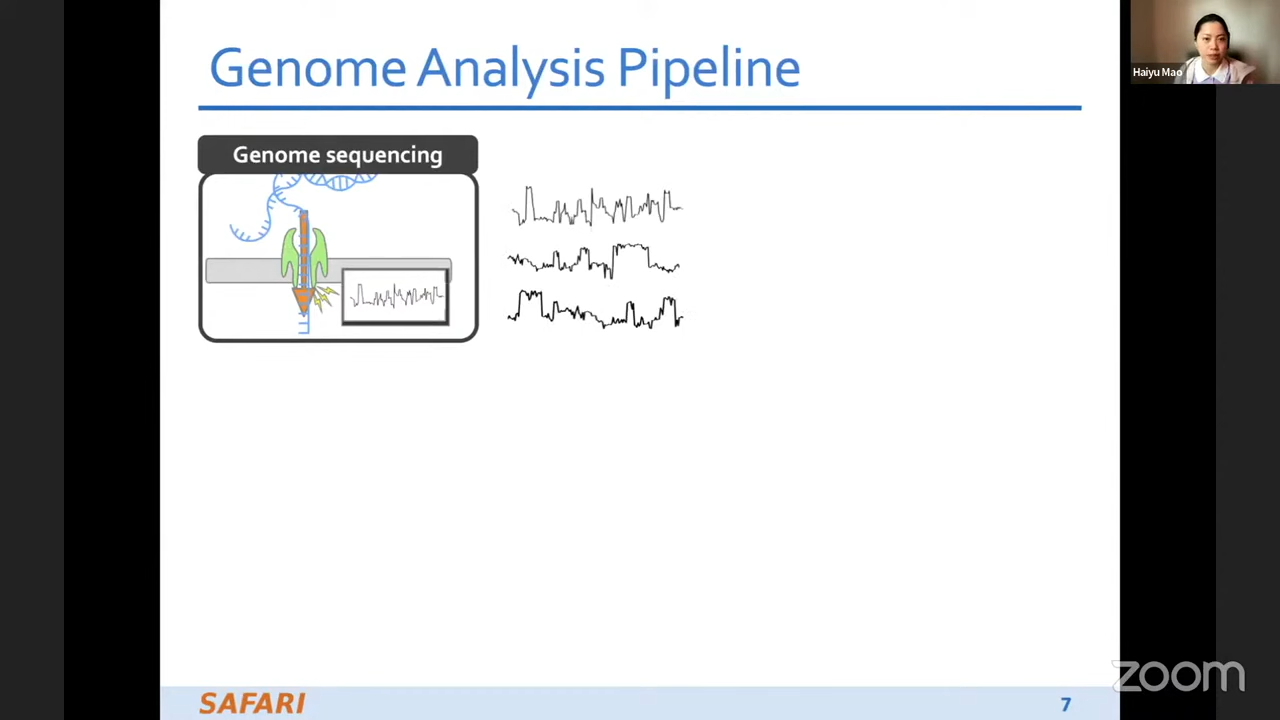 Genome Analysis Pipeline
Haiyu Mao
Genome sequencing
SAFARI
7
zoom